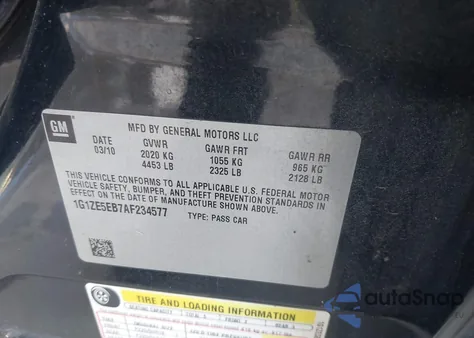 GM
MFD BY GENERAL MOTORS LLC
DATE GVWR GAWR FRT GAWR RR
03/10 2020 KG 1055 KG 965 KG
4453 LB 2325 LB 2128 LB
THIS VEHICLE CONFORMS TO ALL APPLICABLE U.S. FEDERAL MOTOR
VEHICLE SAFETY, BUMPER, AND THEFT PREVENTION STANDARDS IN
EFFECT ON THE DATE OF MANUFACTURE SHOWN ABOVE.
1G1ZE5EB7AF234577
TYPE: PASS CAR
TIRE AND LOADING INFORMATION
SEATING CAPACITY
autoSnap